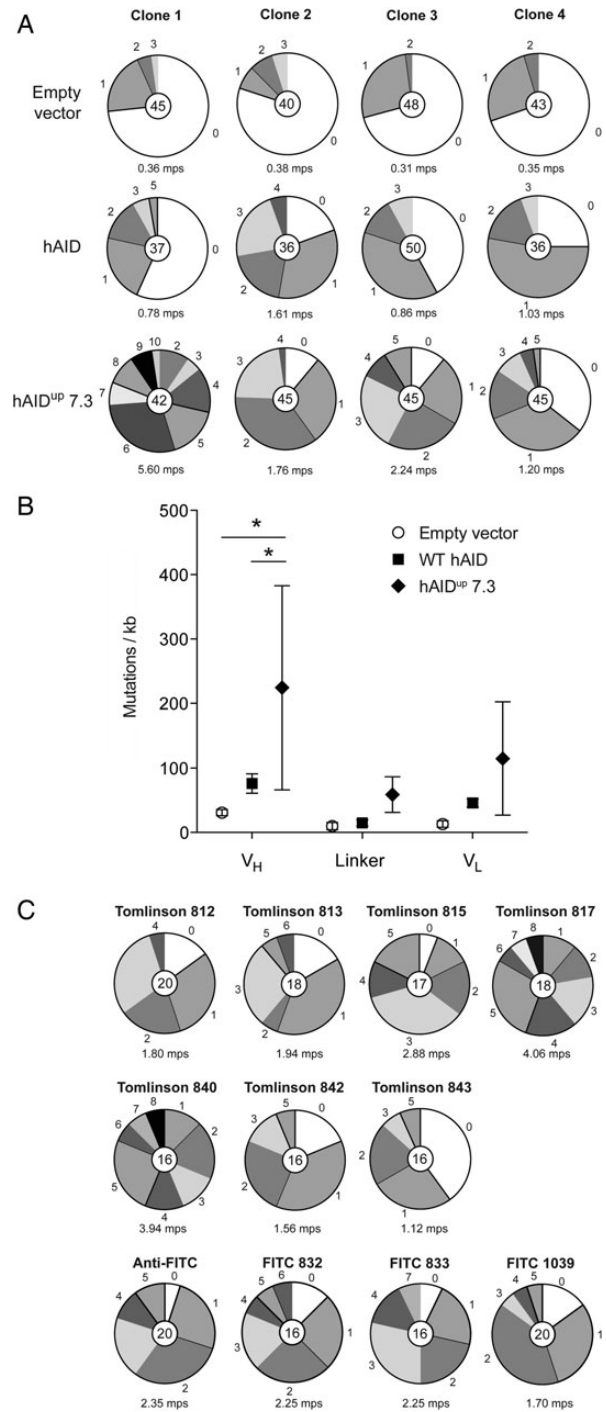 A
Clone 1 Clone 2 Clone 3 Clone 4
Empty vector
1 2 3 45 0
0.36 mps
1 2 3 40 0
0.38 mps
1 2 48 0
0.31 mps
1 2 43 0
0.35 mps
hAID
1 2 3 5 37 0
0.78 mps
3 4 0 36 2 1
1.61 mps
2 3 50 0 1
0.86 mps
2 3 36 0 1
1.03 mps
hAIDup 7.3
8 9 10 2 3 7 42 4 6 5
5.60 mps
3 4 0 45 1 2
1.76 mps
4 5 0 45 1 3 2
2.24 mps
3 4 5 2 45 0 1
1.20 mps
B
Mutations / kb
500
400
300
200
100
0
* *
Empty vector
WT hAID
hAIDup 7.3
VH Linker VL
C
Tomlinson 812 Tomlinson 813 Tomlinson 815 Tomlinson 817
4 0 3 20 2 1
1.80 mps
5 6 0 3 18 2 1
1.94 mps
5 0 1 4 17 2 3
2.88 mps
6 7 8 1 2 5 18 3 4
4.06 mps
Tomlinson 840 Tomlinson 842 Tomlinson 843
6 7 8 1 2 5 16 3 4
3.94 mps
3 5 0 2 16 1
1.56 mps
3 5 2 16 0 1
1.12 mps
Anti-FITC FITC 832 FITC 833 FITC 1039
4 5 0 1 3 20 2
2.35 mps
4 5 6 0 3 16 1 2
2.25 mps
4 7 0 1 3 16 2
2.25 mps
3 4 5 0 2 20 1
1.70 mps